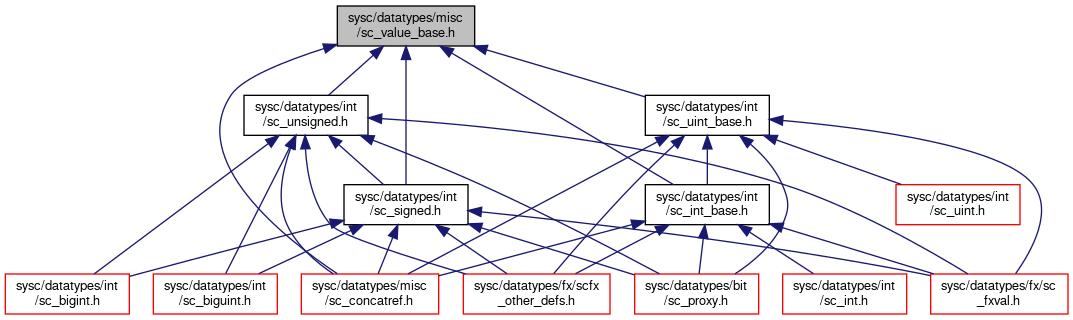 sysc/datatypes/misc
/sc_value_base.h
sysc/datatypes/int
/sc_unsigned.h
sysc/datatypes/int
/sc_uint_base.h
sysc/datatypes/int
/sc_signed.h
sysc/datatypes/int
/sc_int_base.h
sysc/datatypes/int
/sc_uint.h
sysc/datatypes/int
/sc_bigint.h
sysc/datatypes/int
/sc_biguint.h
sysc/datatypes/misc
/sc_concatref.h
sysc/datatypes/fx/scfx
_other_defs.h
sysc/datatypes/bit
/sc_proxy.h
sysc/datatypes/int
/sc_int.h
sysc/datatypes/fx/sc
_fxval.h